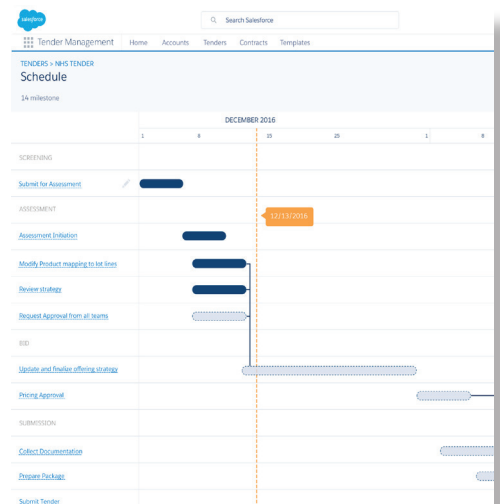 salesforce
Search Salesforce
Tender Management Home Accounts Tenders Contracts Templates
TENDERS > NHS TENDER
Schedule
14 milestone
DECEMBER 2016
1 8 15 25 1 8
SCREENING
Submit for Assessment
ASSESSMENT
12/13/2016
Assessment Initiation
Modify Product mapping to lot lines
Review strategy
Request Approval from all teams
BID
Update and finalize offering strategy
Pricing Approval
SUBMISSION
Collect Documentation
Prepare Package
Submit Tender